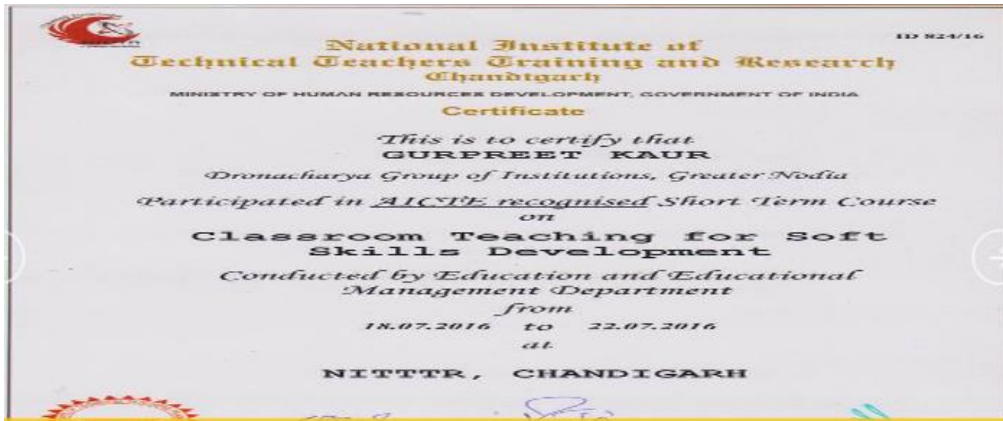 ID 824/16
National Institute of
Technical Teachers Training and Research
Chandigarh
MINISTRY OF HUMAN RESOURCES DEVELOPMENT, GOVERNMENT OF INDIA
Certificate
This is to certify that
GURPREET KAUR
Dronacharya Group of Institutions, Greater Nodia
Participated in AICTE recognised Short Term Course
on
Classroom Teaching for Soft
Skills Development
Conducted by Education and Educational
Management Department
from
18.07.2016 to 22.07.2016
at
NITTTR, CHANDIGARH